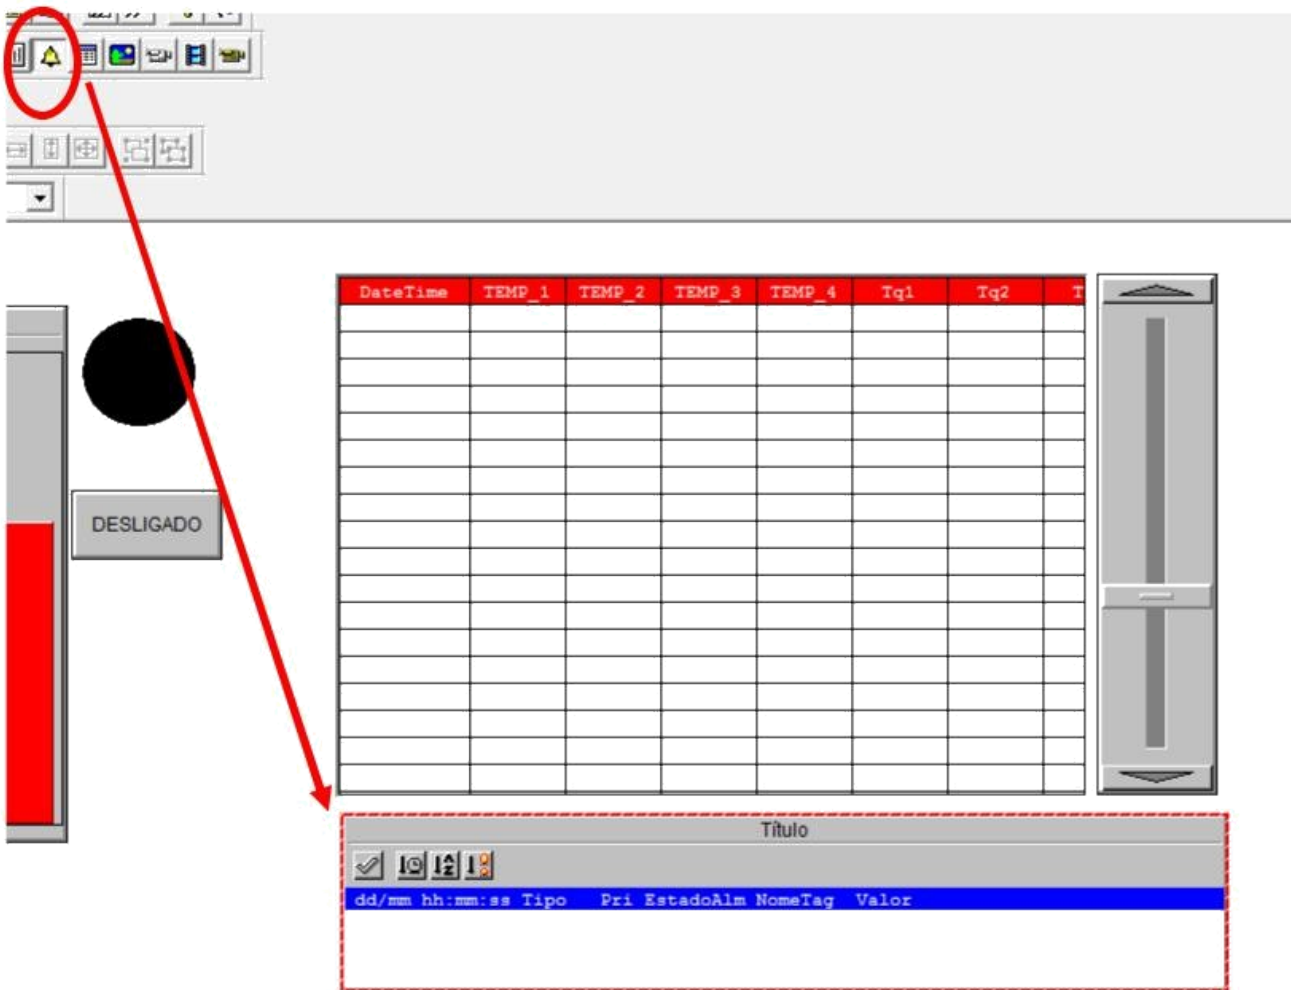 DateTime TEMP_1 TEMP_2 TEMP_3 TEMP_4 Tq1 Tq2 T
DESLIGADO
Título
dd/mm hh:mm:ss Tipo Pri EstadoAlm NomeTag Valor